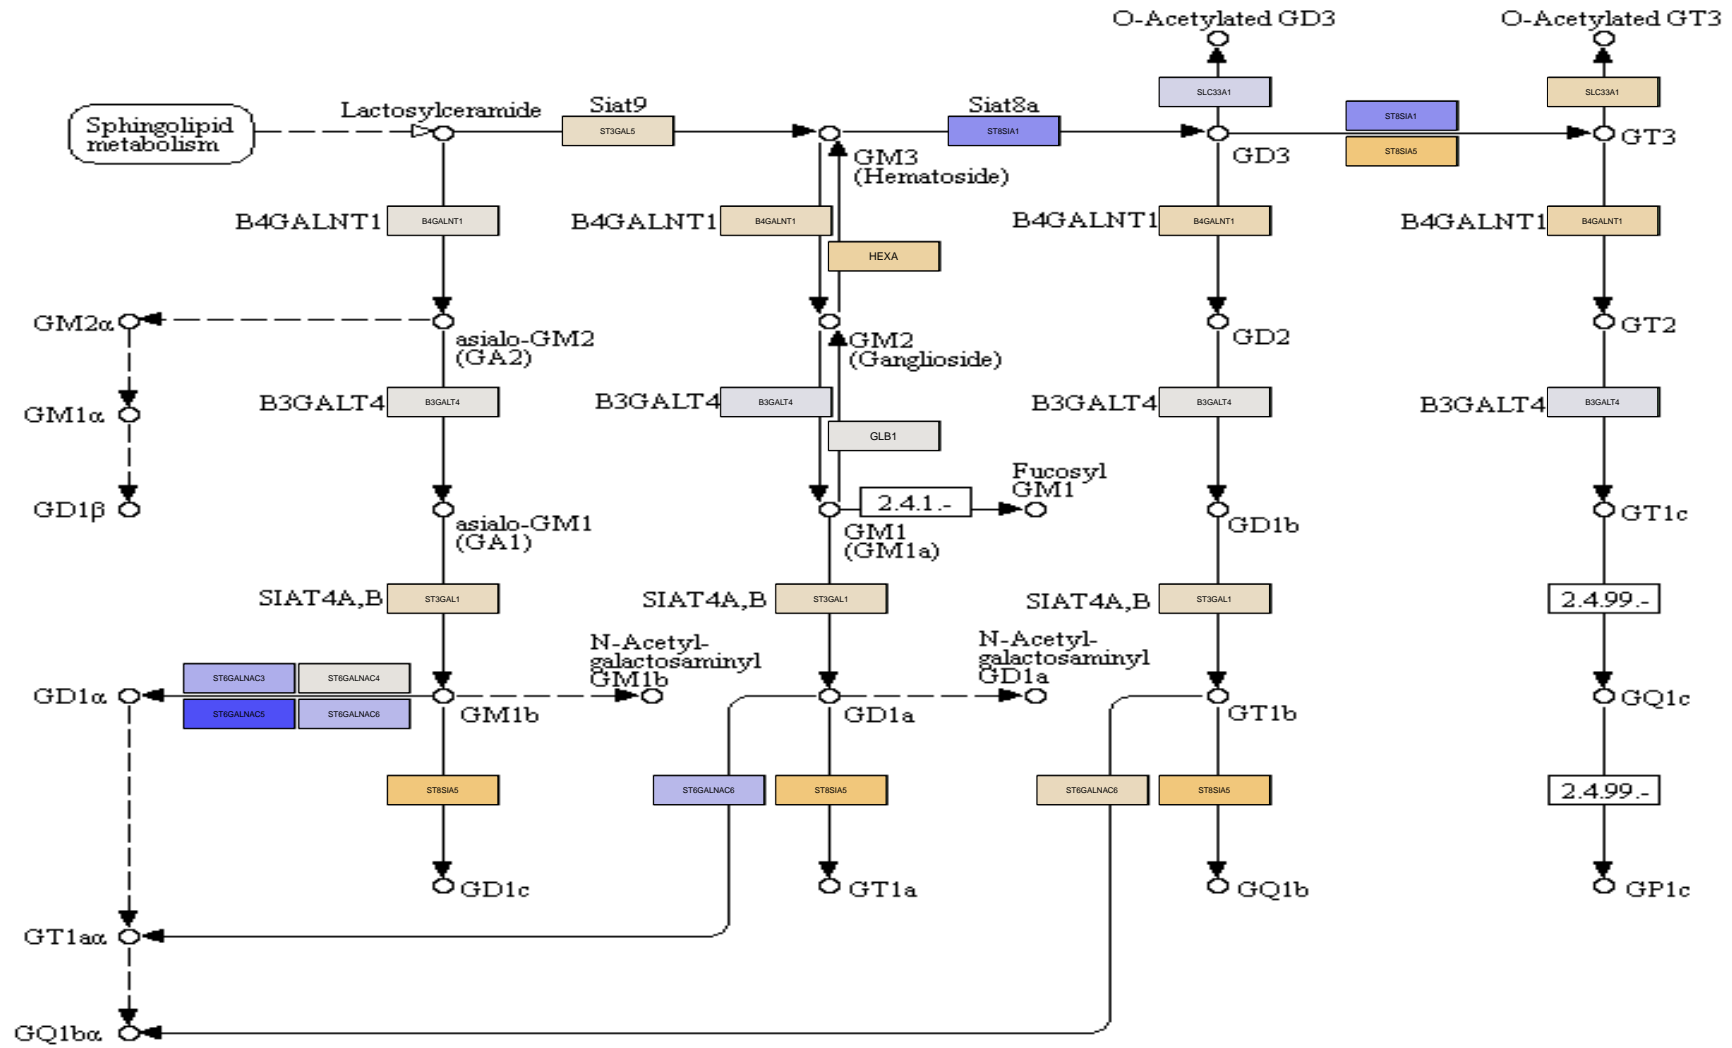 O-Acetylated GD3
O-Acetylated GT3
SLC33A1
SLC33A1
Sphingolipid
metabolism
Lactosylceramide
Siat9
ST3GAL5
Siat8a
ST8SIA1
ST8SIA1
ST8SIA5
GM3
(Hematoside)
GD3
GT3
B4GALNT1
B4GALNT1
B4GALNT1
B4GALNT1
B4GALNT1
B4GALNT1
B4GALNT1
B4GALNT1
HEXA
GM2α
asialo-GM2
(GA2)
GM2
(Ganglioside)
GD2
GT2
GM1α
B3GALT4
B3GALT4
B3GALT4
B3GALT4
B3GALT4
B3GALT4
B3GALT4
B3GALT4
GLB1
Fucosyl
GM1
2.4.1.-
GD1β
asialo-GM1
(GA1)
GM1
(GM1a)
GD1b
GT1c
SIAT4A,B
ST3GAL1
SIAT4A,B
ST3GAL1
SIAT4A,B
ST3GAL1
2.4.99.-
N-Acetyl-
galactosaminyl
GM1b
N-Acetyl-
galactosaminyl
GD1a
ST6GALNAC3
ST6GALNAC4
ST6GALNAC5
ST6GALNAC6
GD1α
GM1b
GD1a
GT1b
GQ1c
ST8SIA5
ST6GALNAC6
ST8SIA5
ST6GALNAC6
ST8SIA5
2.4.99.-
GD1c
GT1a
GQ1b
GP1c
GT1aα
GQ1bα